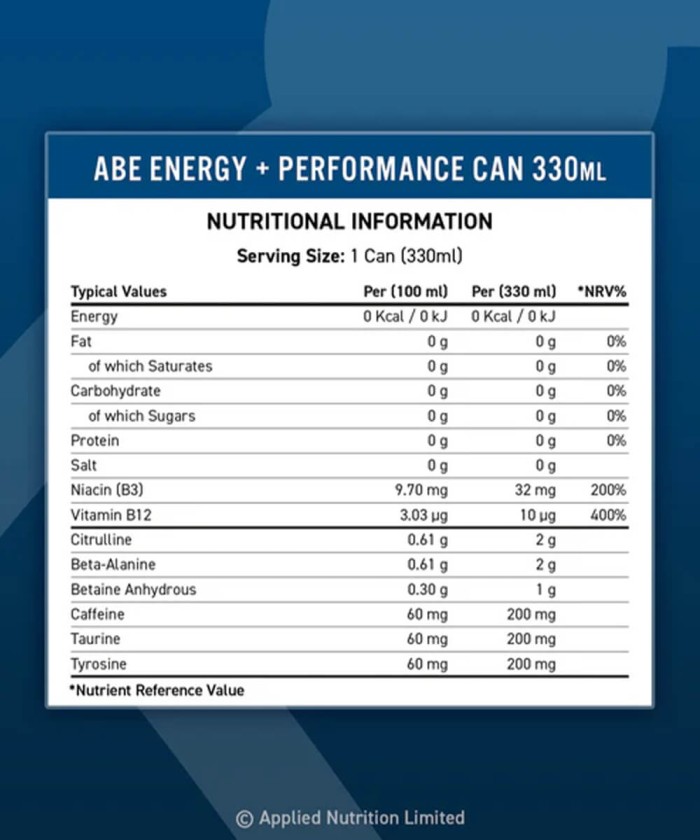 ABE ENERGY + PERFORMANCE CAN 330ML
NUTRITIONAL INFORMATION
Serving Size: 1 Can (330ml)
Typical Values Per (100 ml) Per (330 ml) *NRV%
Energy 0 Kcal / 0 kJ 0 Kcal / 0 kJ
Fat 0 g 0 g 0%
of which Saturates 0 g 0 g 0%
Carbohydrate 0 g 0 g 0%
of which Sugars 0 g 0 g 0%
Protein 0 g 0 g 0%
Salt 0 g 0 g
Niacin (B3) 9.70 mg 32 mg 200%
Vitamin B12 3.03 µg 10 µg 400%
Citrulline 0.61 g 2 g
Beta-Alanine 0.61 g 2 g
Betaine Anhydrous 0.30 g 1 g
Caffeine 60 mg 200 mg
Taurine 60 mg 200 mg
Tyrosine 60 mg 200 mg
*Nutrient Reference Value
© Applied Nutrition Limited